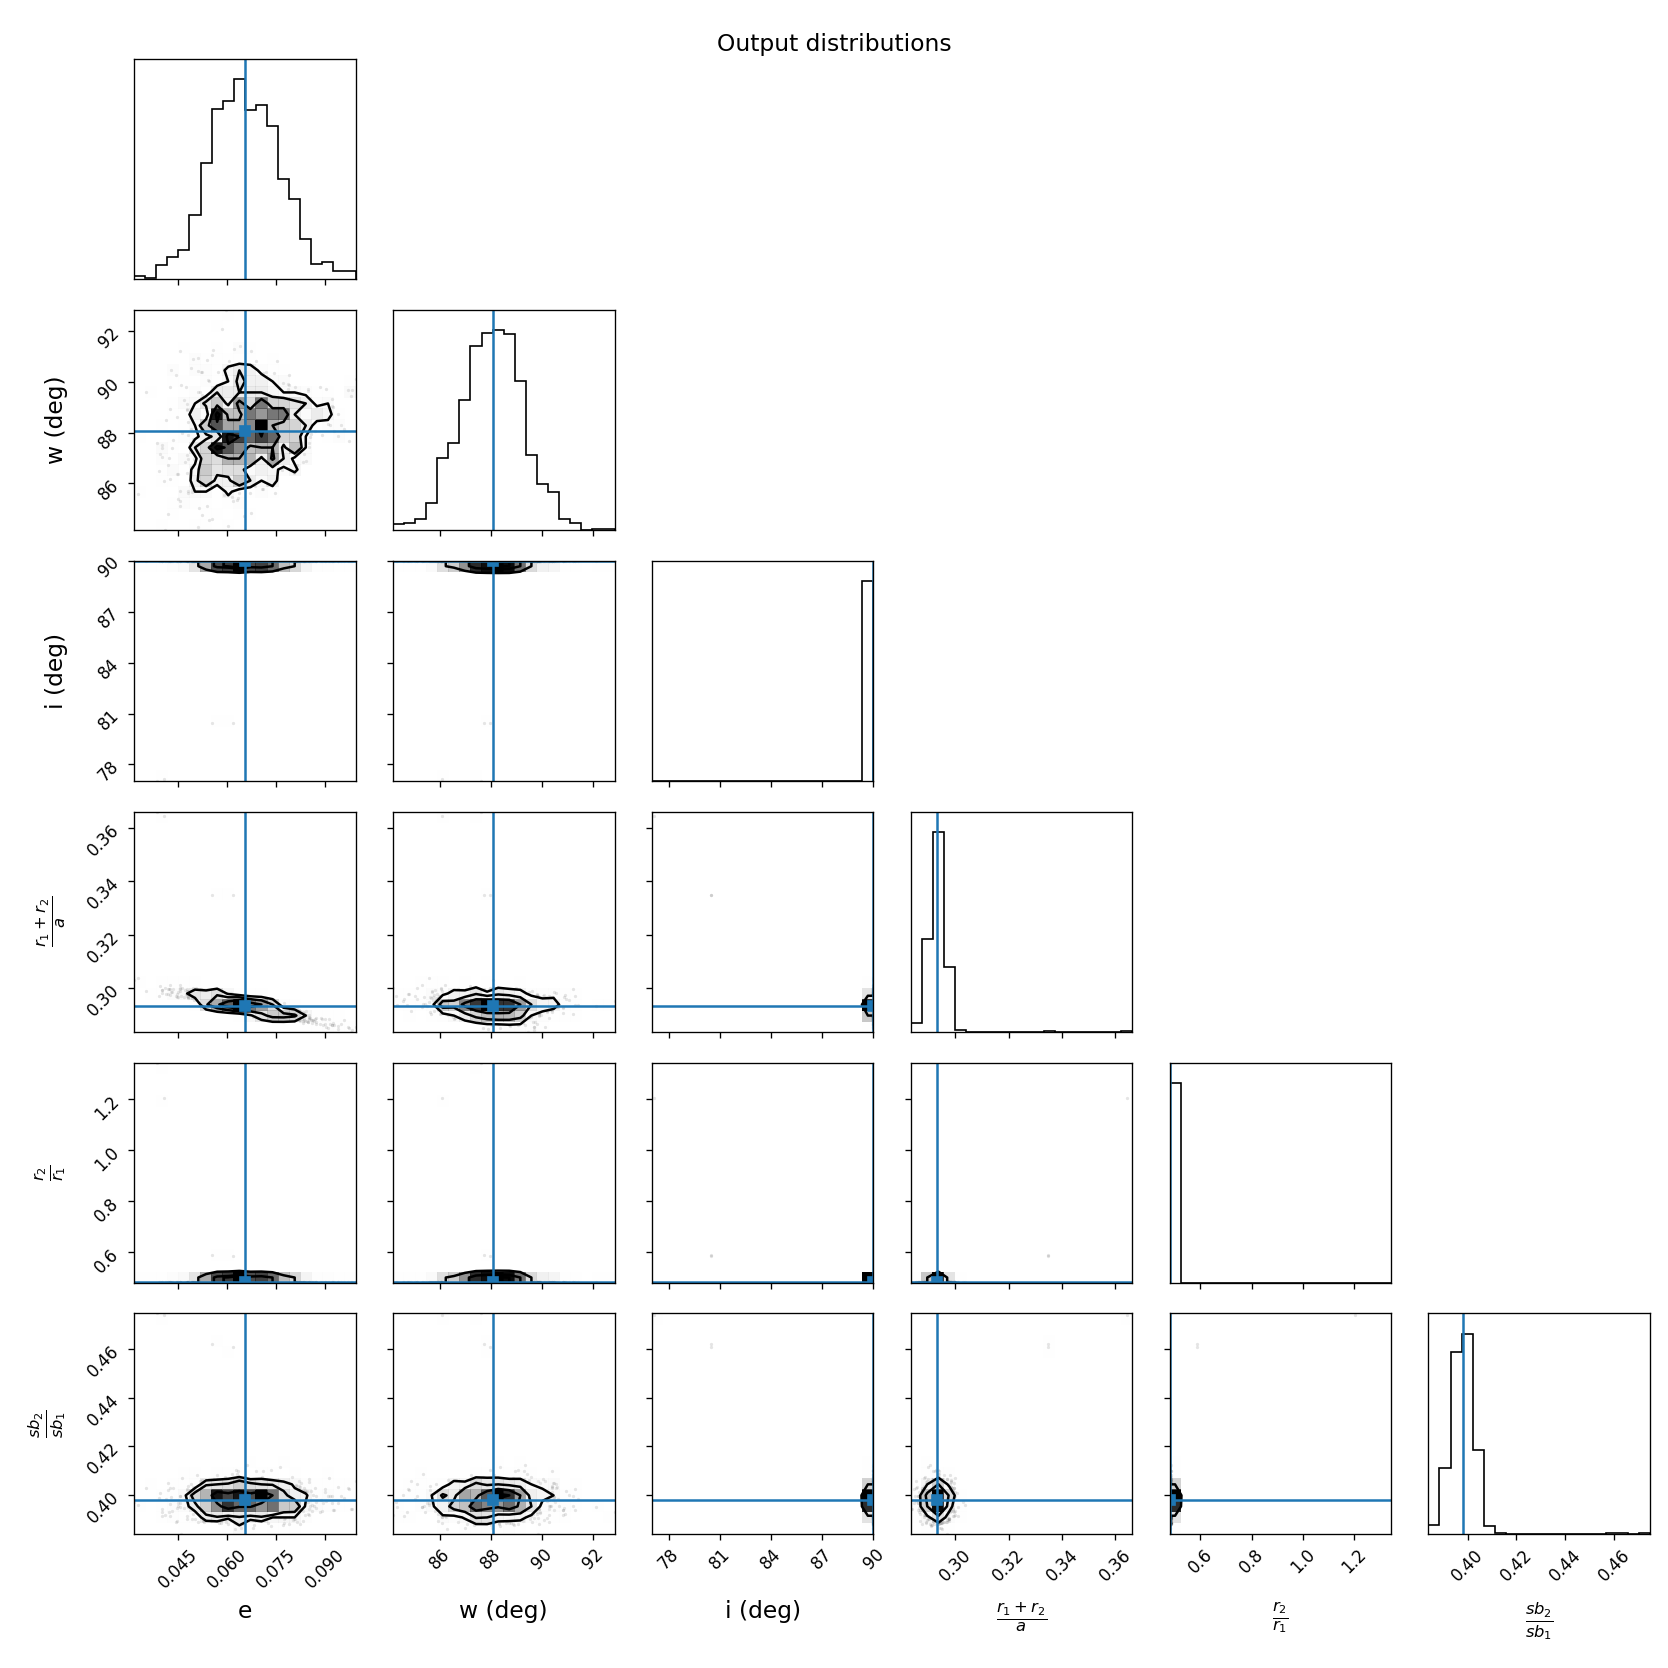 Output distributions
w (deg)
92
90
88
86
i (deg)
90
87
84
81
78
r₁ + r₂
a
0.36
0.34
0.32
0.30
r₂
r₁
1.2
1.0
0.8
0.6
sb₂
sb₁
0.46
0.44
0.42
0.40
0.045 0.060 0.075 0.090 86 88 90 92 78 81 84 87 90 0.30 0.32 0.34 0.36 0.6 0.8 1.0 1.2 0.40 0.42 0.44 0.46
e w (deg) i (deg) r₁ + r₂ / a r₂ / r₁ sb₂ / sb₁